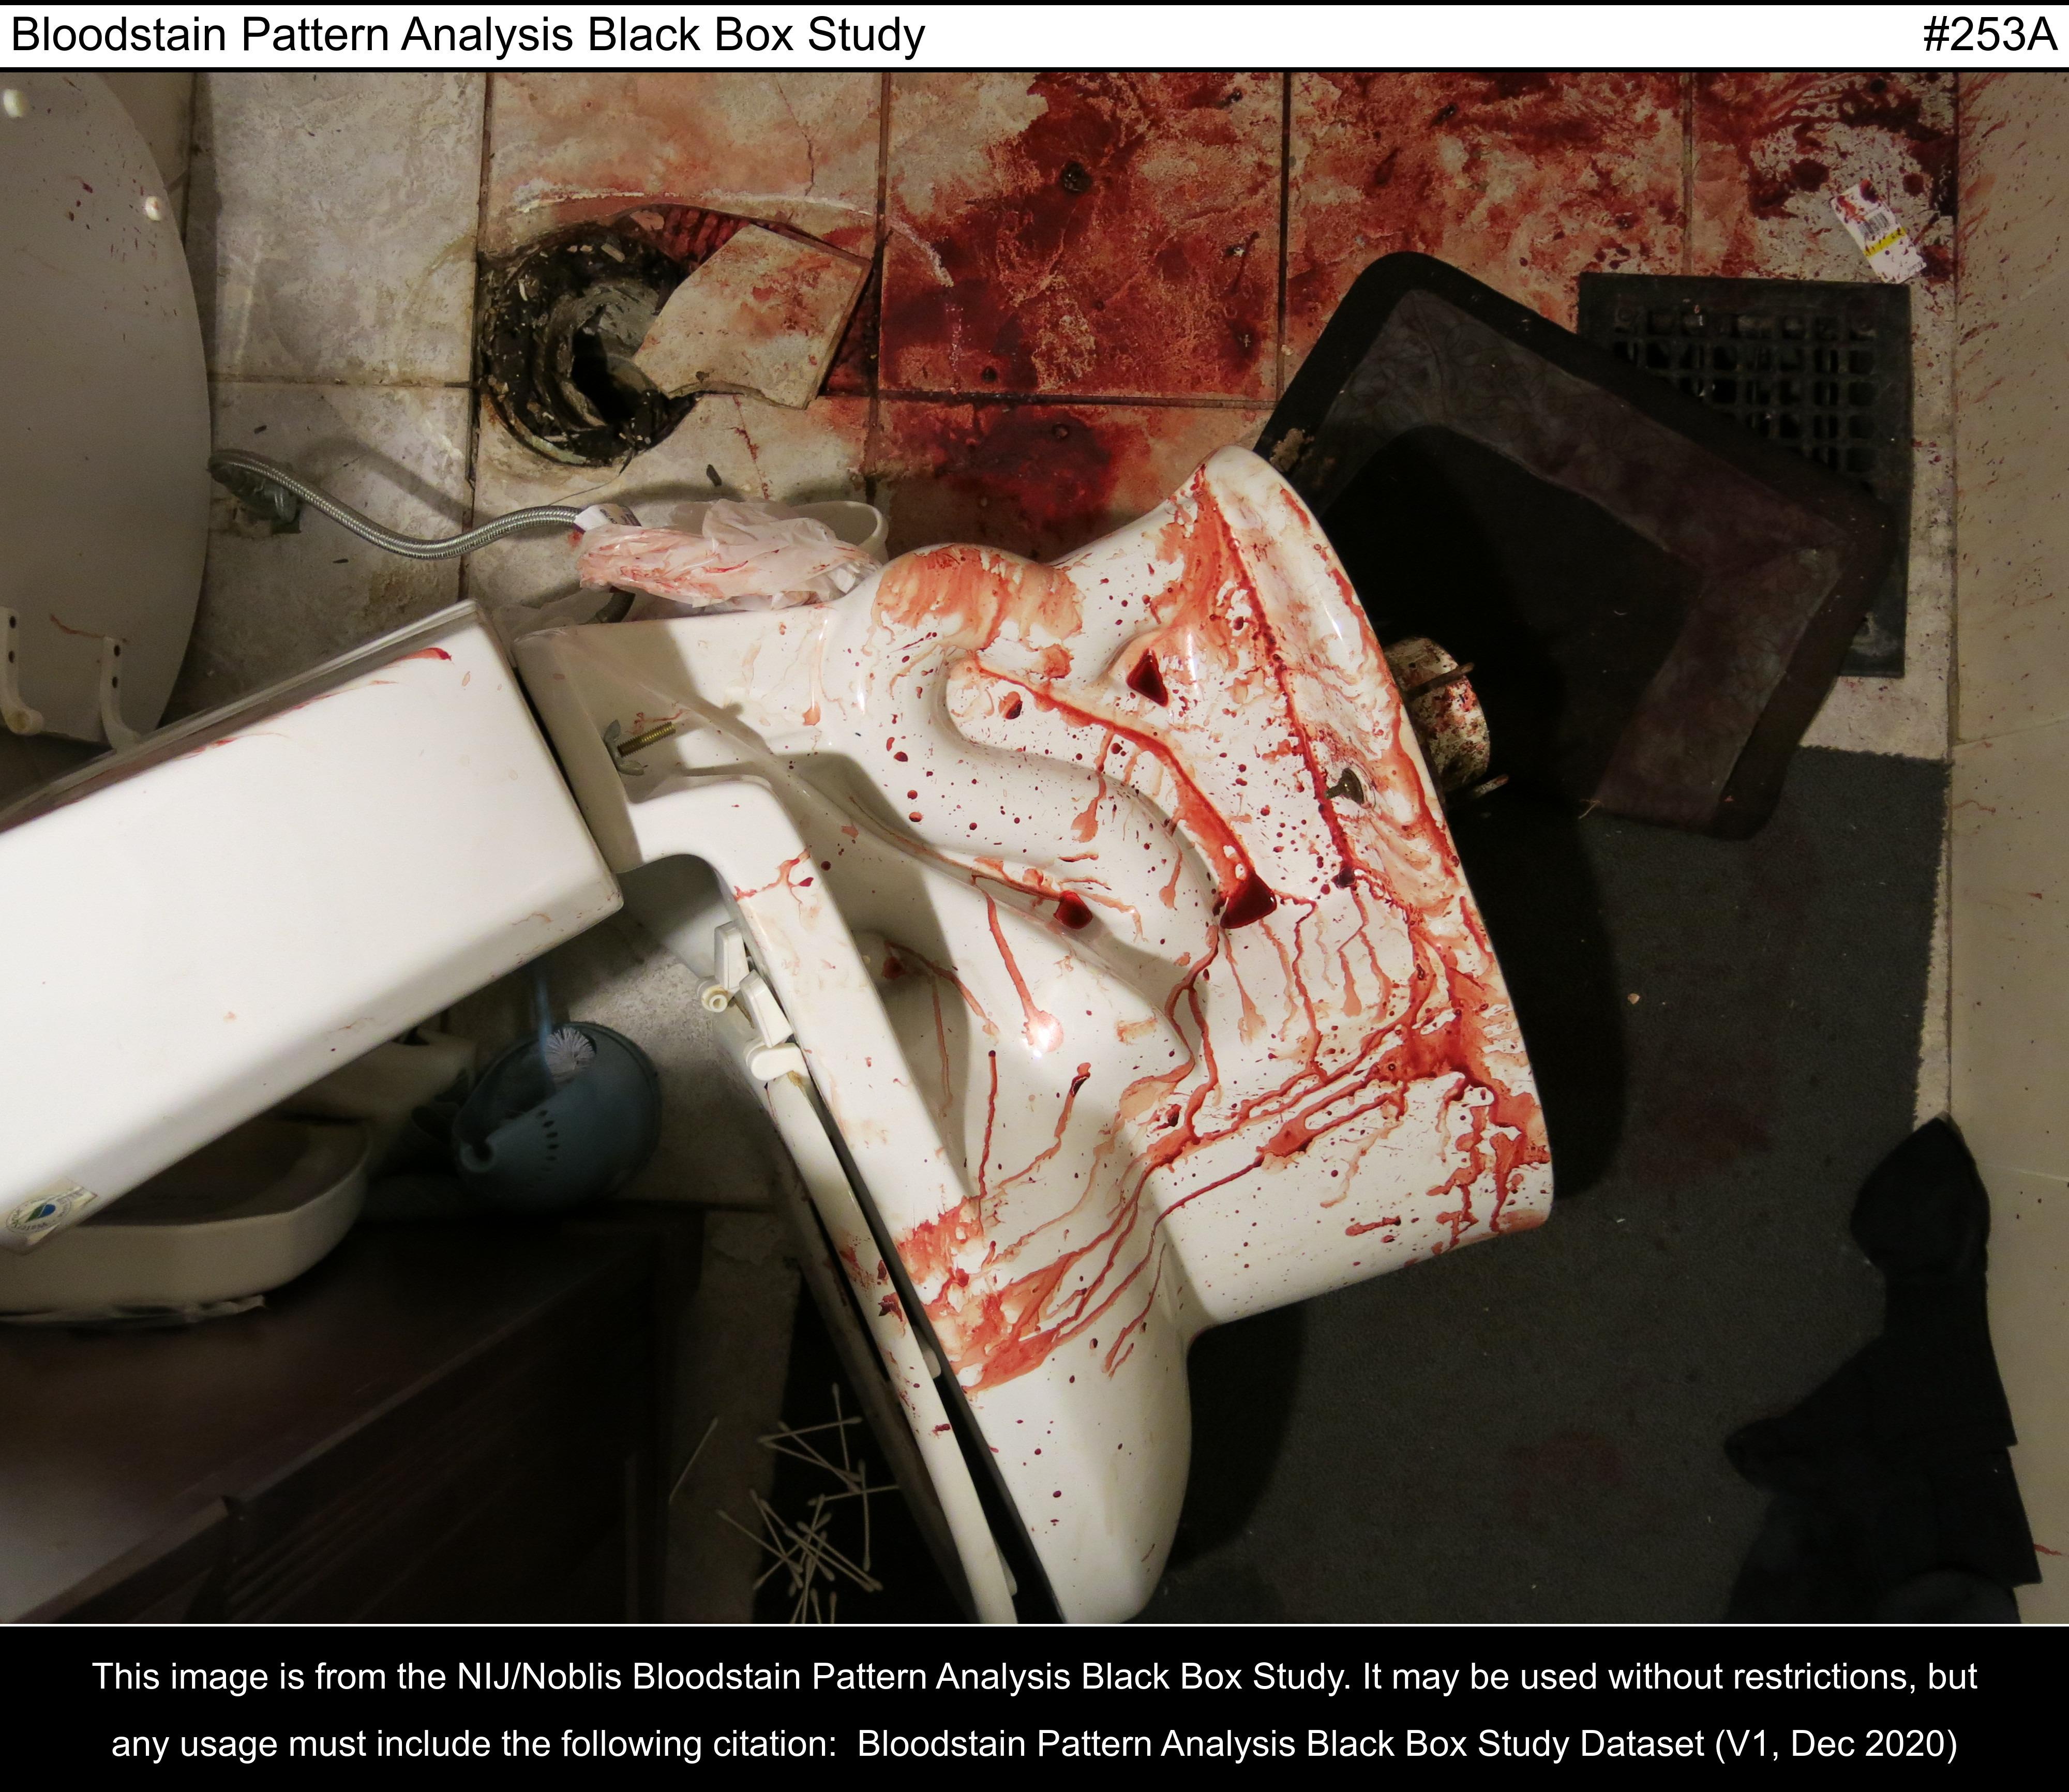 Bloodstain Pattern Analysis Black Box Study #253A
This image is from the NIJ/Noblis Bloodstain Pattern Analysis Black Box Study. It may be used without restrictions, but
any usage must include the following citation:  Bloodstain Pattern Analysis Black Box Study Dataset (V1, Dec 2020)